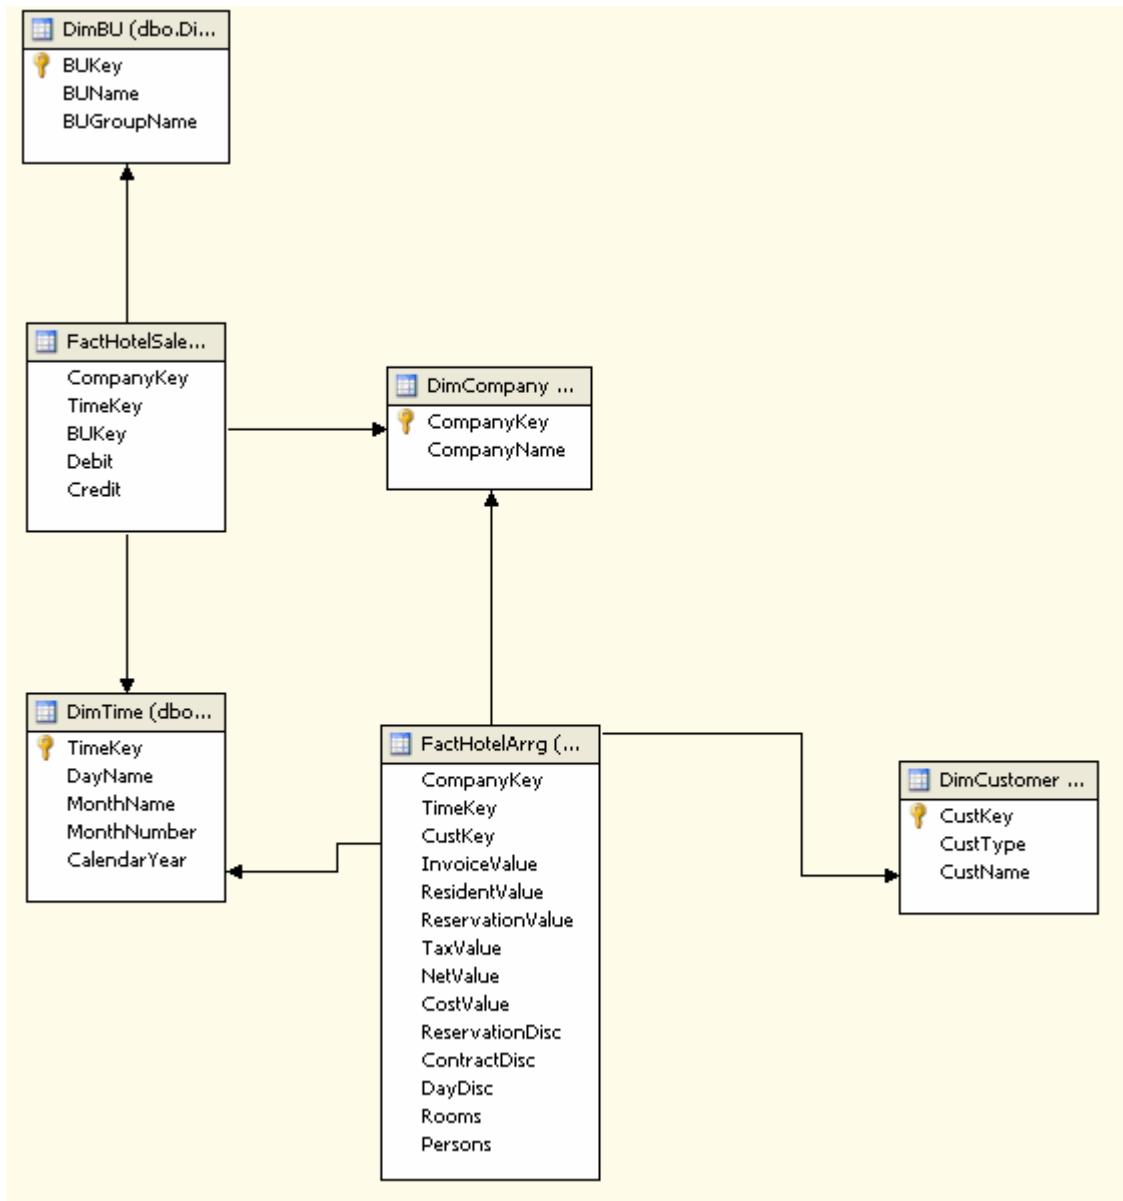 DimBU (dbo.Di...
BUKey
BUName
BUGroupName
FactHotelSale...
CompanyKey
TimeKey
BUKey
Debit
Credit
DimCompany ...
CompanyKey
CompanyName
DimTime (dbo...
TimeKey
DayName
MonthName
MonthNumber
CalendarYear
FactHotelArrg (...
CompanyKey
TimeKey
CustKey
InvoiceValue
ResidentValue
ReservationValue
TaxValue
NetValue
CostValue
ReservationDisc
ContractDisc
DayDisc
Rooms
Persons
DimCustomer ...
CustKey
CustType
CustName